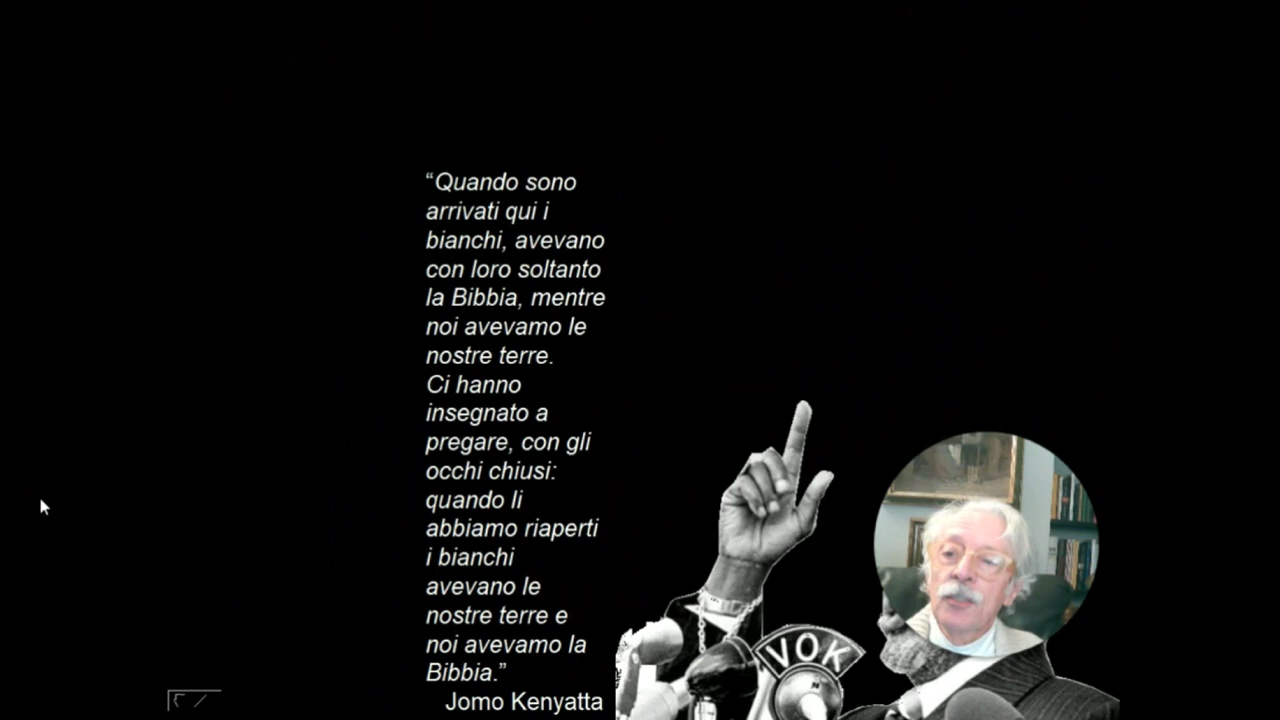 “Quando sono
arrivati qui i
bianchi, avevano
con loro soltanto
la Bibbia, mentre
noi avevamo le
nostre terre.
Ci hanno
insegnato a
pregare, con gli
occhi chiusi:
quando li
abbiamo riaperti
i bianchi
avevano le
nostre terre e
noi avevamo la
Bibbia.”
Jomo Kenyatta
VOK